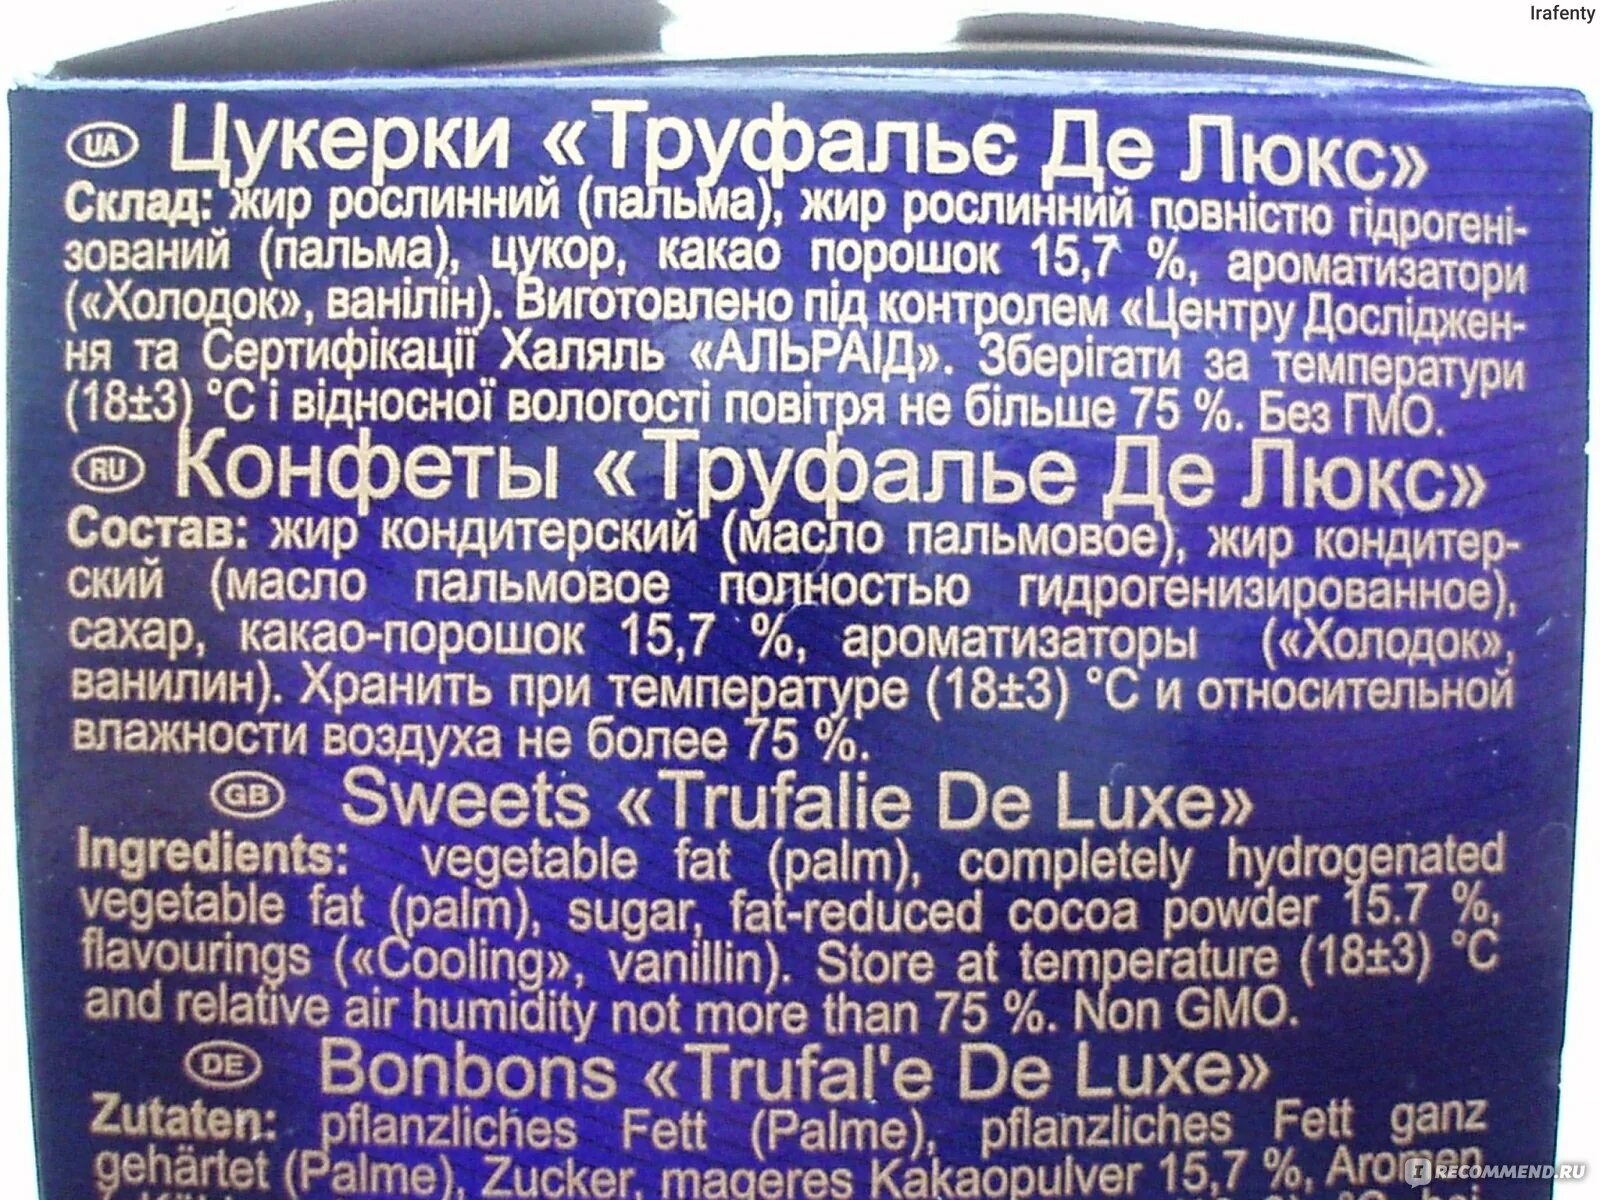 Irafenty
UA Цукерки «Труфальє Де Люкс»
Склад: жир рослинний (пальма), жир рослинний повністю гідрогені-
зований (пальма), цукор, какао порошок 15,7 %, ароматизатори
(«Холодок», ванілін). Виготовлено під контролем «Центру Дослідженн-
ня та Сертифікації Халяль «АЛЬРАІД». Зберігати за температури
(18±3) °С і відносної вологості повітря не більше 75 %. Без ГМО.
RU Конфеты «Труфалье Де Люкс»
Состав: жир кондитерский (масло пальмовое), жир кондитер-
ский (масло пальмовое полностью гидрогенизированное),
сахар, какао-порошок 15,7 %, ароматизаторы («Холодок»,
ванилин). Хранить при температуре (18±3) °С и относительной
влажности воздуха не более 75 %.
GB Sweets «Trufalie De Luxe»
Ingredients: vegetable fat (palm), completely hydrogenated
vegetable fat (palm), sugar, fat-reduced cocoa powder 15.7 %,
flavourings («Cooling», vanillin). Store at temperature (18±3) °C
and relative air humidity not more than 75 %. Non GMO.
DE Bonbons «Trufal'e De Luxe»
Zutaten: pflanzliches Fett (Palme), pflanzliches Fett ganz
gehärtet (Palme), Zucker, mageres Kakaopulver 15,7 %, Aromen
IRECOMMEND.RU